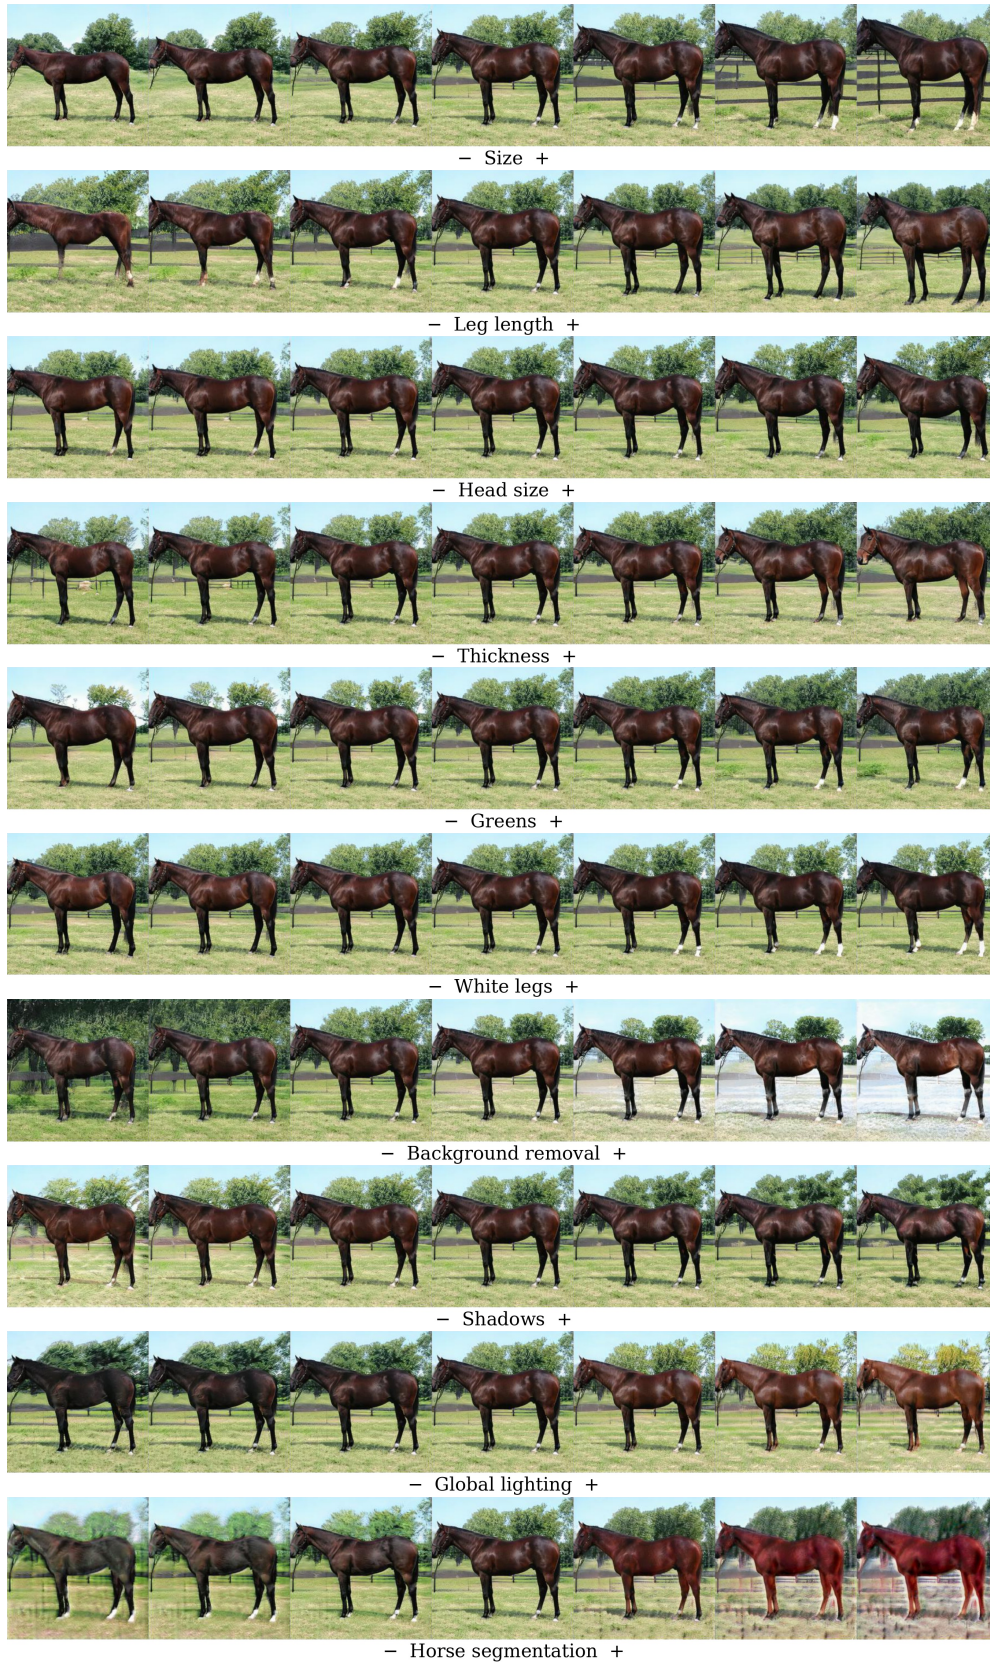 − Size +
− Leg length +
− Head size +
− Thickness +
− Greens +
− White legs +
− Background removal +
− Shadows +
− Global lighting +
− Horse segmentation +